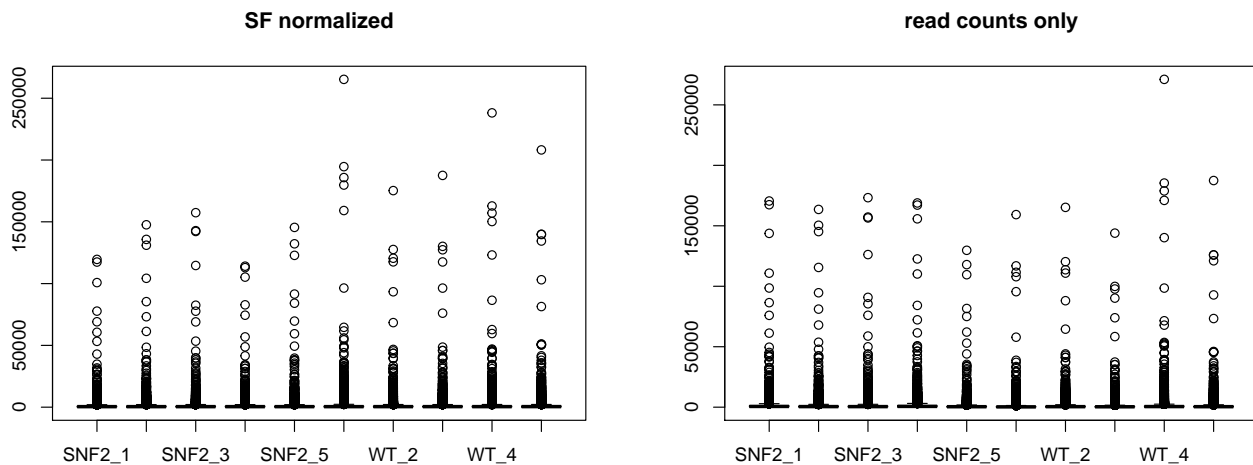 SF normalized
250000
150000
50000
0
SNF2_1 SNF2_3 SNF2_5 WT_2 WT_4
read counts only
250000
150000
50000
0
SNF2_1 SNF2_3 SNF2_5 WT_2 WT_4